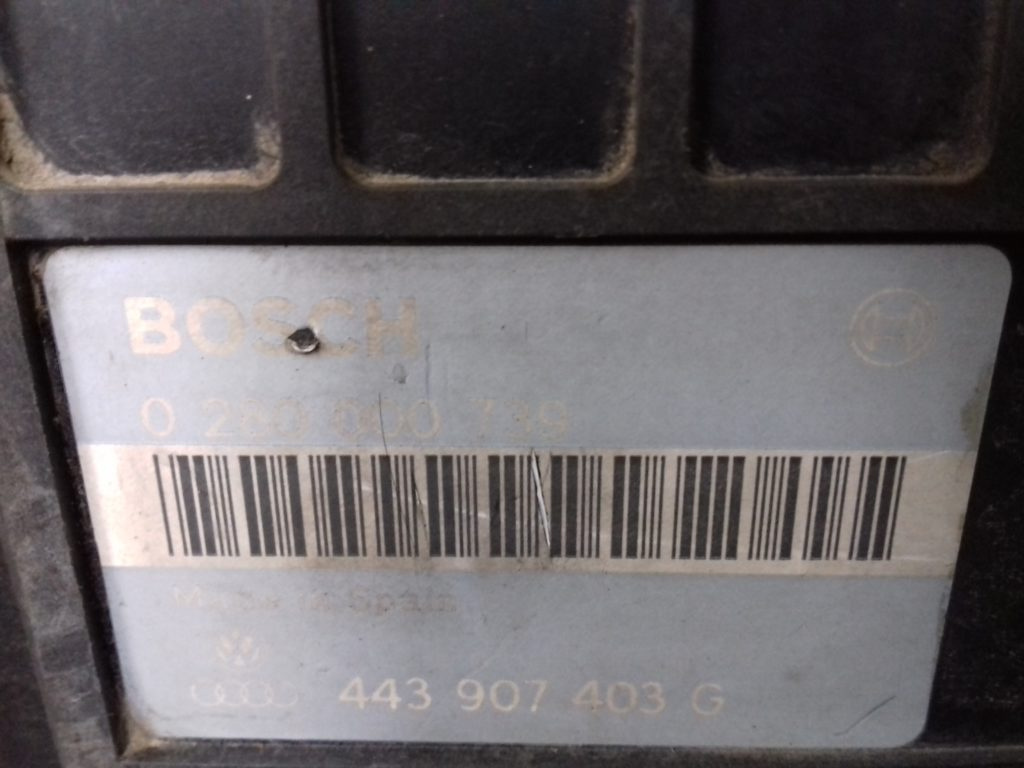 BOSCH
0 280 000 739
Made in Spain
443 907 403 G